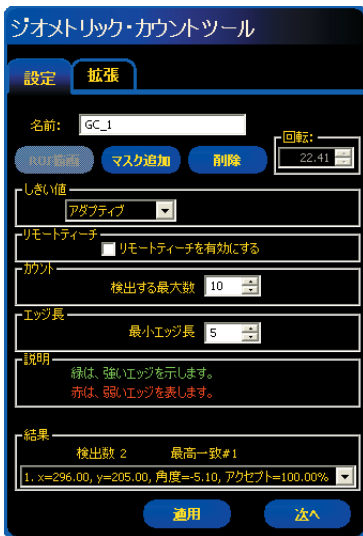 ジオメトリック・カウントツール
設定 拡張
名前: GC_1
回転:
ROI描画 マスク追加 削除 22.41
しきい値
アダプティブ
リモートティーチ
リモートティーチを有効にする
カウント
検出する最大数 10
エッジ長
最小エッジ長 5
説明
緑は、強いエッジを示します。
赤は、弱いエッジを表します。
結果
検出数 2 最高一致#1
1. x=296.00, y=205.00, 角度=-5.10, アクセプト=100.00%
適用 次へ